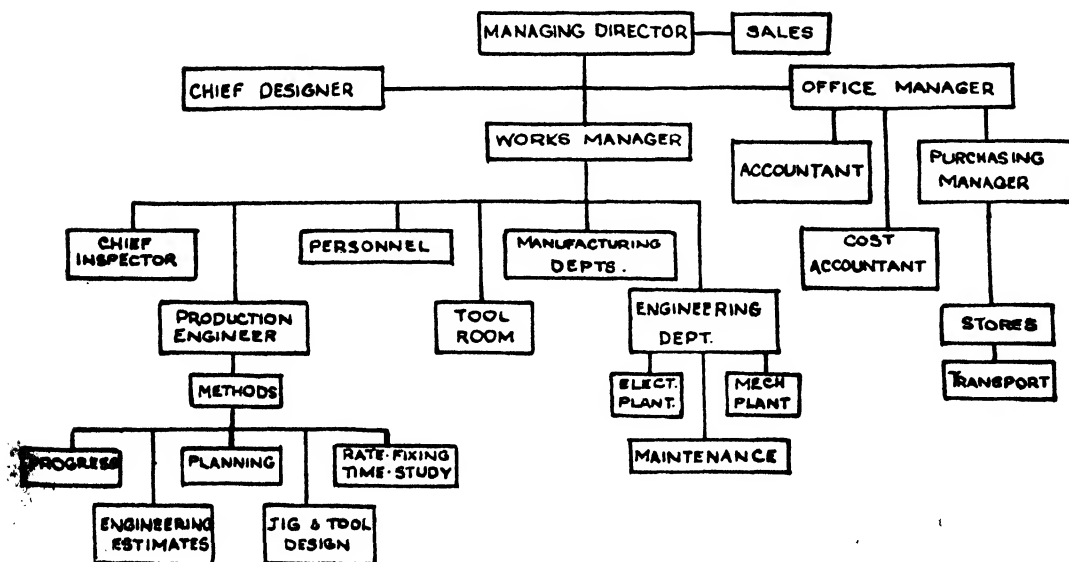 MANAGING DIRECTOR
SALES
CHIEF DESIGNER
OFFICE MANAGER
WORKS MANAGER
ACCOUNTANT
PURCHASING
MANAGER
CHIEF
INSPECTOR
PERSONNEL
MANUFACTURING
DEPTS.
COST
ACCOUNTANT
PRODUCTION
ENGINEER
TOOL
ROOM
ENGINEERING
DEPT.
STORES
METHODS
ELECT.
PLANT.
MECH
PLANT
TRANSPORT
PROGRESS
PLANNING
RATE-FIXING
TIME-STUDY
MAINTENANCE
ENGINEERING
ESTIMATES
JIG & TOOL
DESIGN